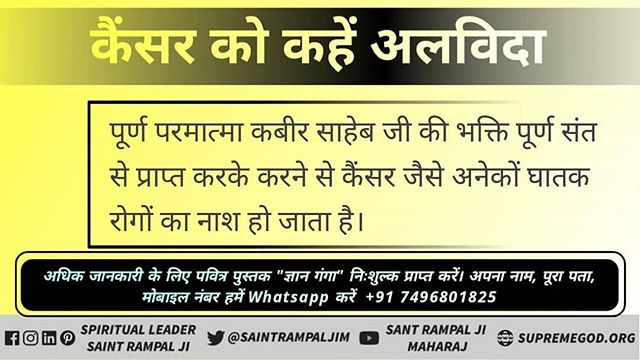 कैंसर को कहें अलविदा
पूर्ण परमात्मा कबीर साहेब जी की भक्ति पूर्ण संत
से प्राप्त करके करने से कैंसर जैसे अनेकों घातक
रोगों का नाश हो जाता है।
अधिक जानकारी के लिए पवित्र पुस्तक "ज्ञान गंगा" निःशुल्क प्राप्त करें। अपना नाम, पूरा पता,
मोबाइल नंबर हमें Whatsapp करें +91 7496801825
SPIRITUAL LEADER
SAINT RAMPAL JI
@SAINTRAMPALJIM
SANT RAMPAL JI
MAHARAJ
SUPREMEGOD.ORG